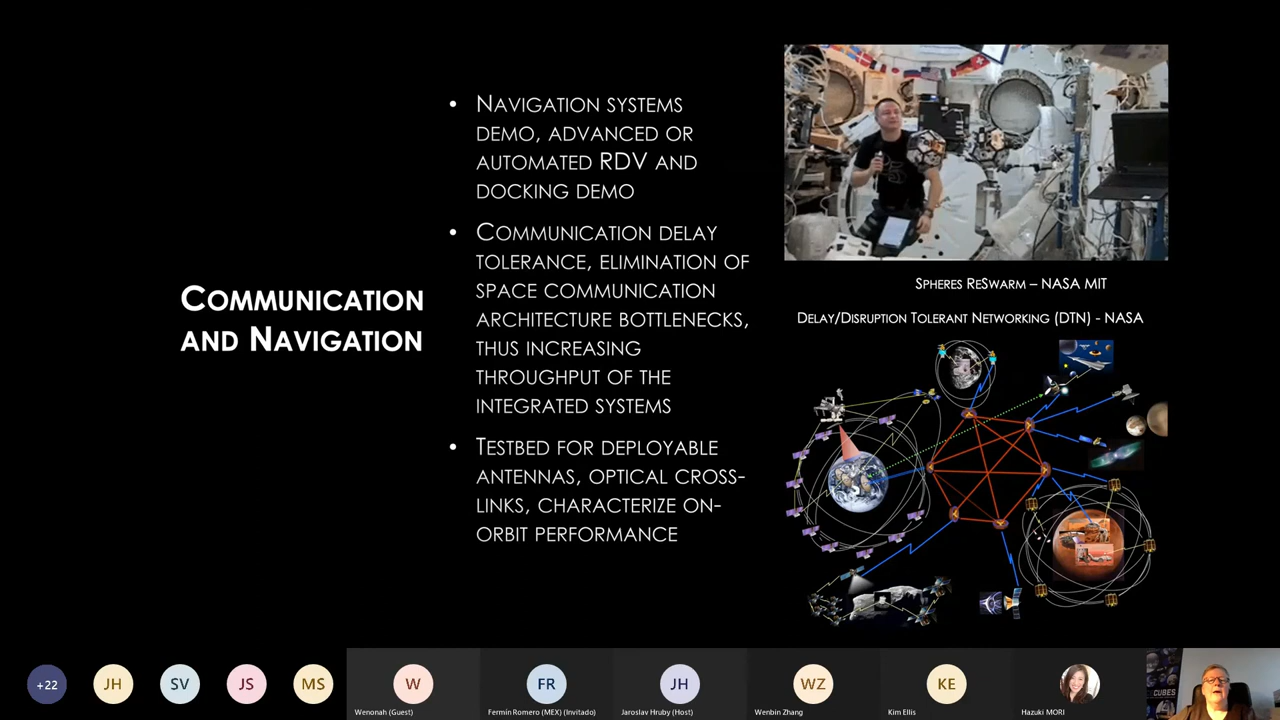 COMMUNICATION
AND NAVIGATION
• NAVIGATION SYSTEMS
DEMO, ADVANCED OR
AUTOMATED RDV AND
DOCKING DEMO
• COMMUNICATION DELAY
TOLERANCE, ELIMINATION OF
SPACE COMMUNICATION
ARCHITECTURE BOTTLENECKS,
THUS INCREASING
THROUGHPUT OF THE
INTEGRATED SYSTEMS
• TESTBED FOR DEPLOYABLE
ANTENNAS, OPTICAL CROSS-
LINKS, CHARACTERIZE ON-
ORBIT PERFORMANCE
SPHERES RESWARM – NASA MIT
DELAY/DISRUPTION TOLERANT NETWORKING (DTN) - NASA
+22
JH
SV
JS
MS
W
Wenonah (Guest)
FR
Fermín Romero (MEX) (Invitado)
JH
Jaroslav Hruby (Host)
WZ
Wenbin Zhang
KE
Kim Ellis
Hazuki MORI
CUBES